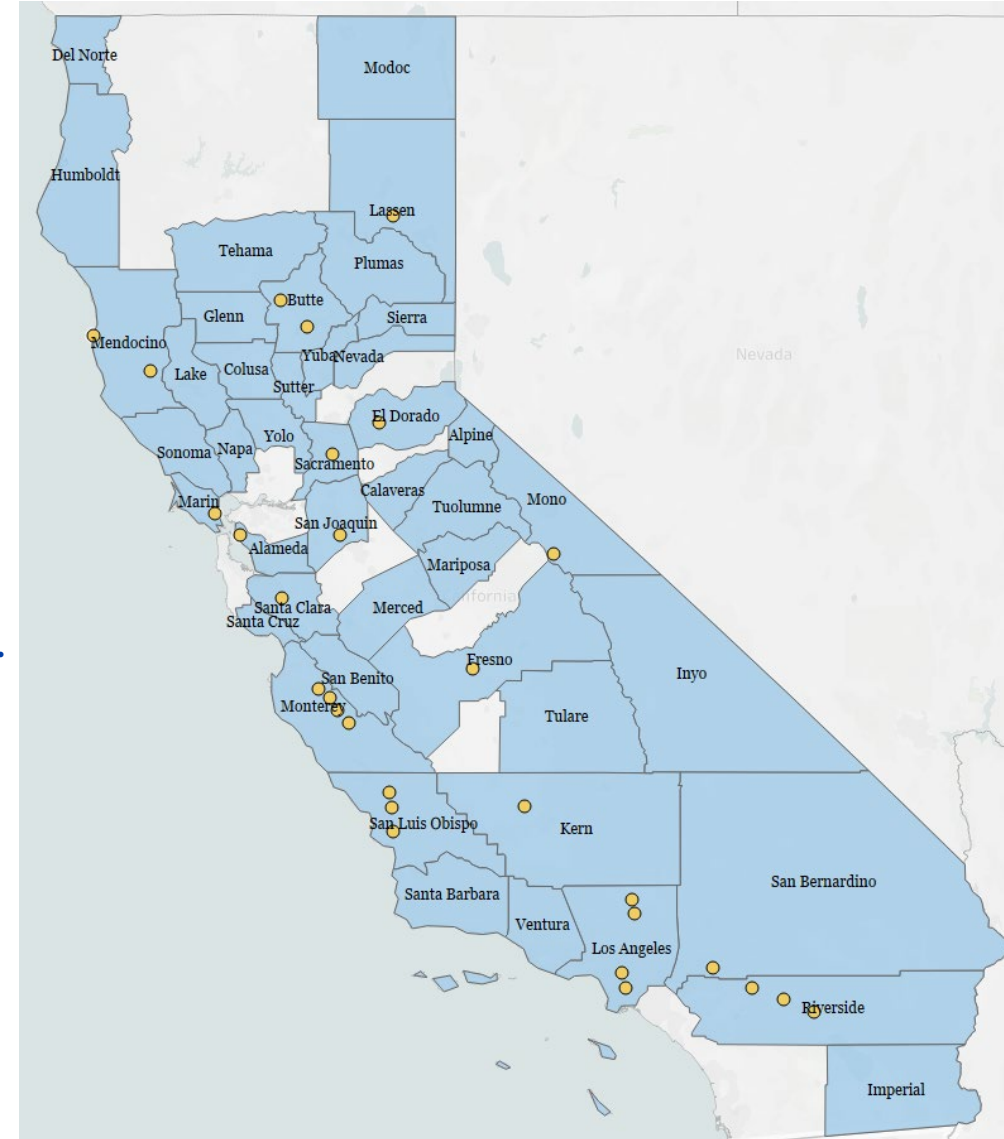 Del Norte
Modoc
Humboldt
Lassen
Tehama
Plumas
Butte
Glenn
Sierra
Mendocino
Yuba
Nevada
Nevada
Lake
Colusa
Sutter
El Dorado
Yolo
Alpine
Sonoma
Napa
Sacramento
Calaveras
Mono
Marin
Tuolumne
San Joaquin
Alameda
Mariposa
ifornia
Santa Clara
Merced
Santa Cruz
Fresno
San Benito
Inyo
Monterey
Tulare
San Luis Obispo
Kern
San Bernardino
Santa Barbara
Ventura
Los Angeles
Riverside
Imperial